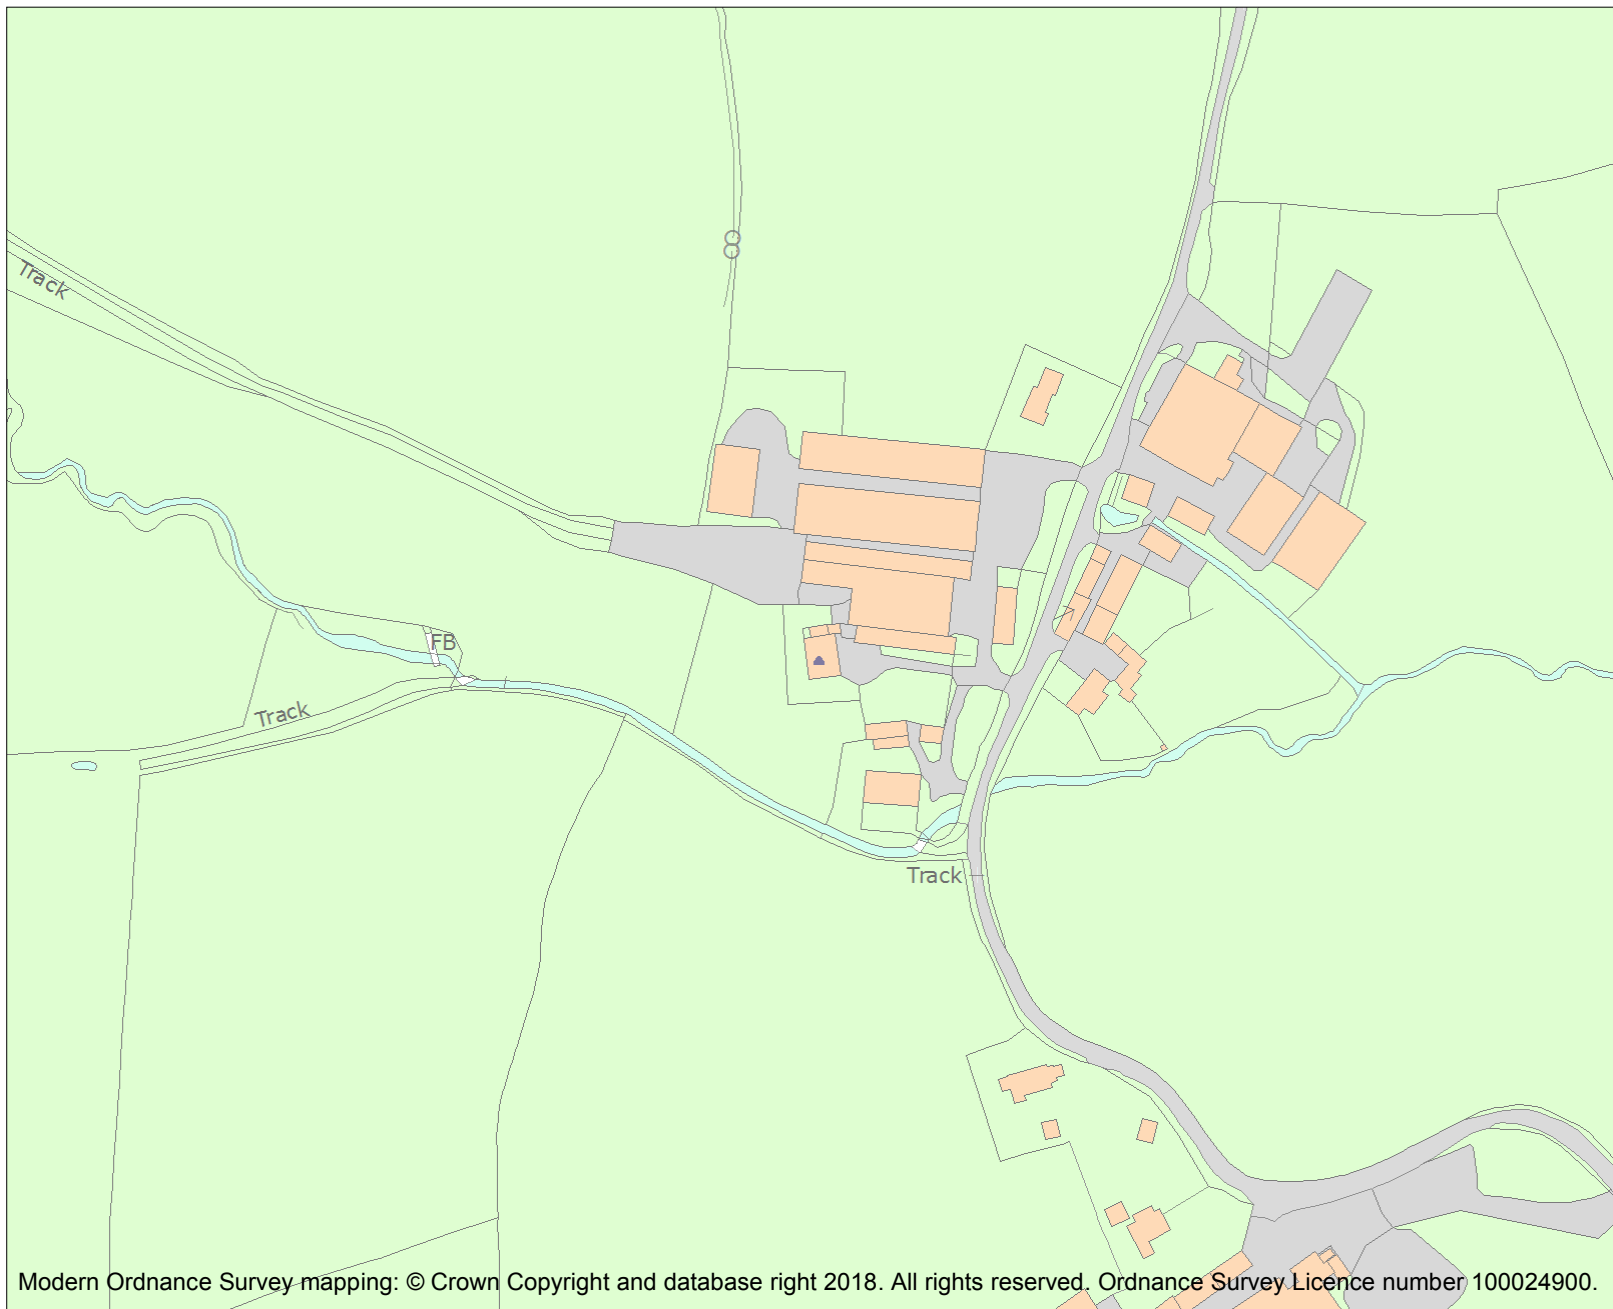 Track
FB
Track
Track
Modern Ordnance Survey mapping: © Crown Copyright and database right 2018. All rights reserved. Ordnance Survey Licence number 100024900.